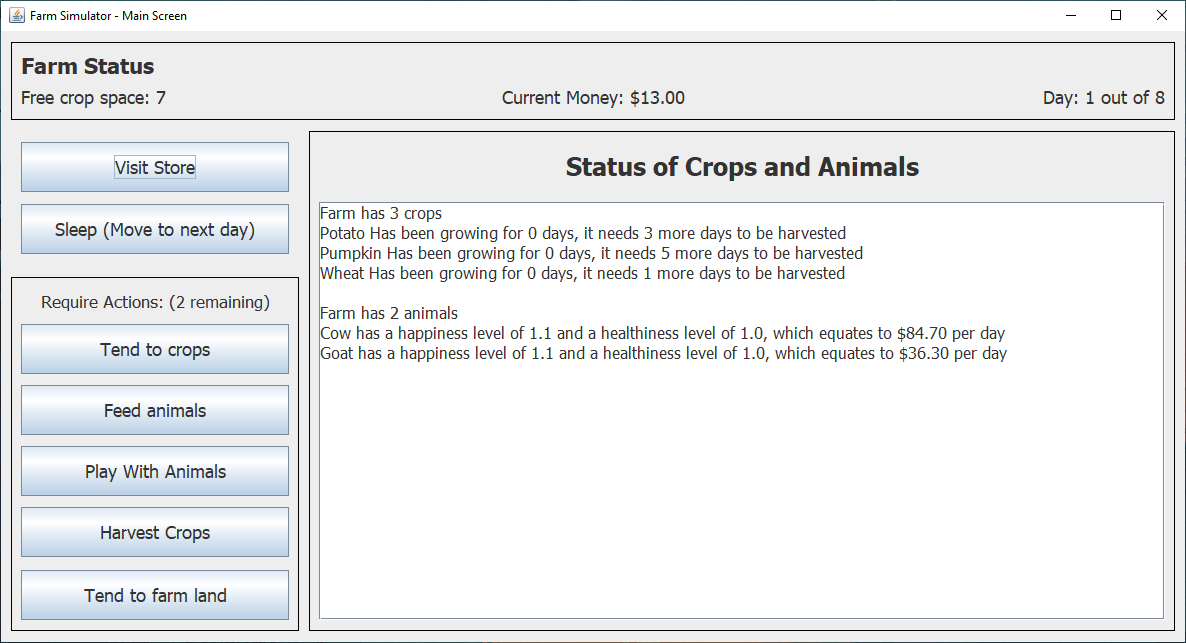 Farm Simulator - Main Screen
Farm Status
Free crop space: 7
Current Money: $13.00
Day: 1 out of 8
Visit Store
Sleep (Move to next day)
Require Actions: (2 remaining)
Tend to crops
Feed animals
Play With Animals
Harvest Crops
Tend to farm land
Status of Crops and Animals
Farm has 3 crops
Potato Has been growing for 0 days, it needs 3 more days to be harvested
Pumpkin Has been growing for 0 days, it needs 5 more days to be harvested
Wheat Has been growing for 0 days, it needs 1 more days to be harvested
Farm has 2 animals
Cow has a happiness level of 1.1 and a healthiness level of 1.0, which equates to $84.70 per day
Goat has a happiness level of 1.1 and a healthiness level of 1.0, which equates to $36.30 per day